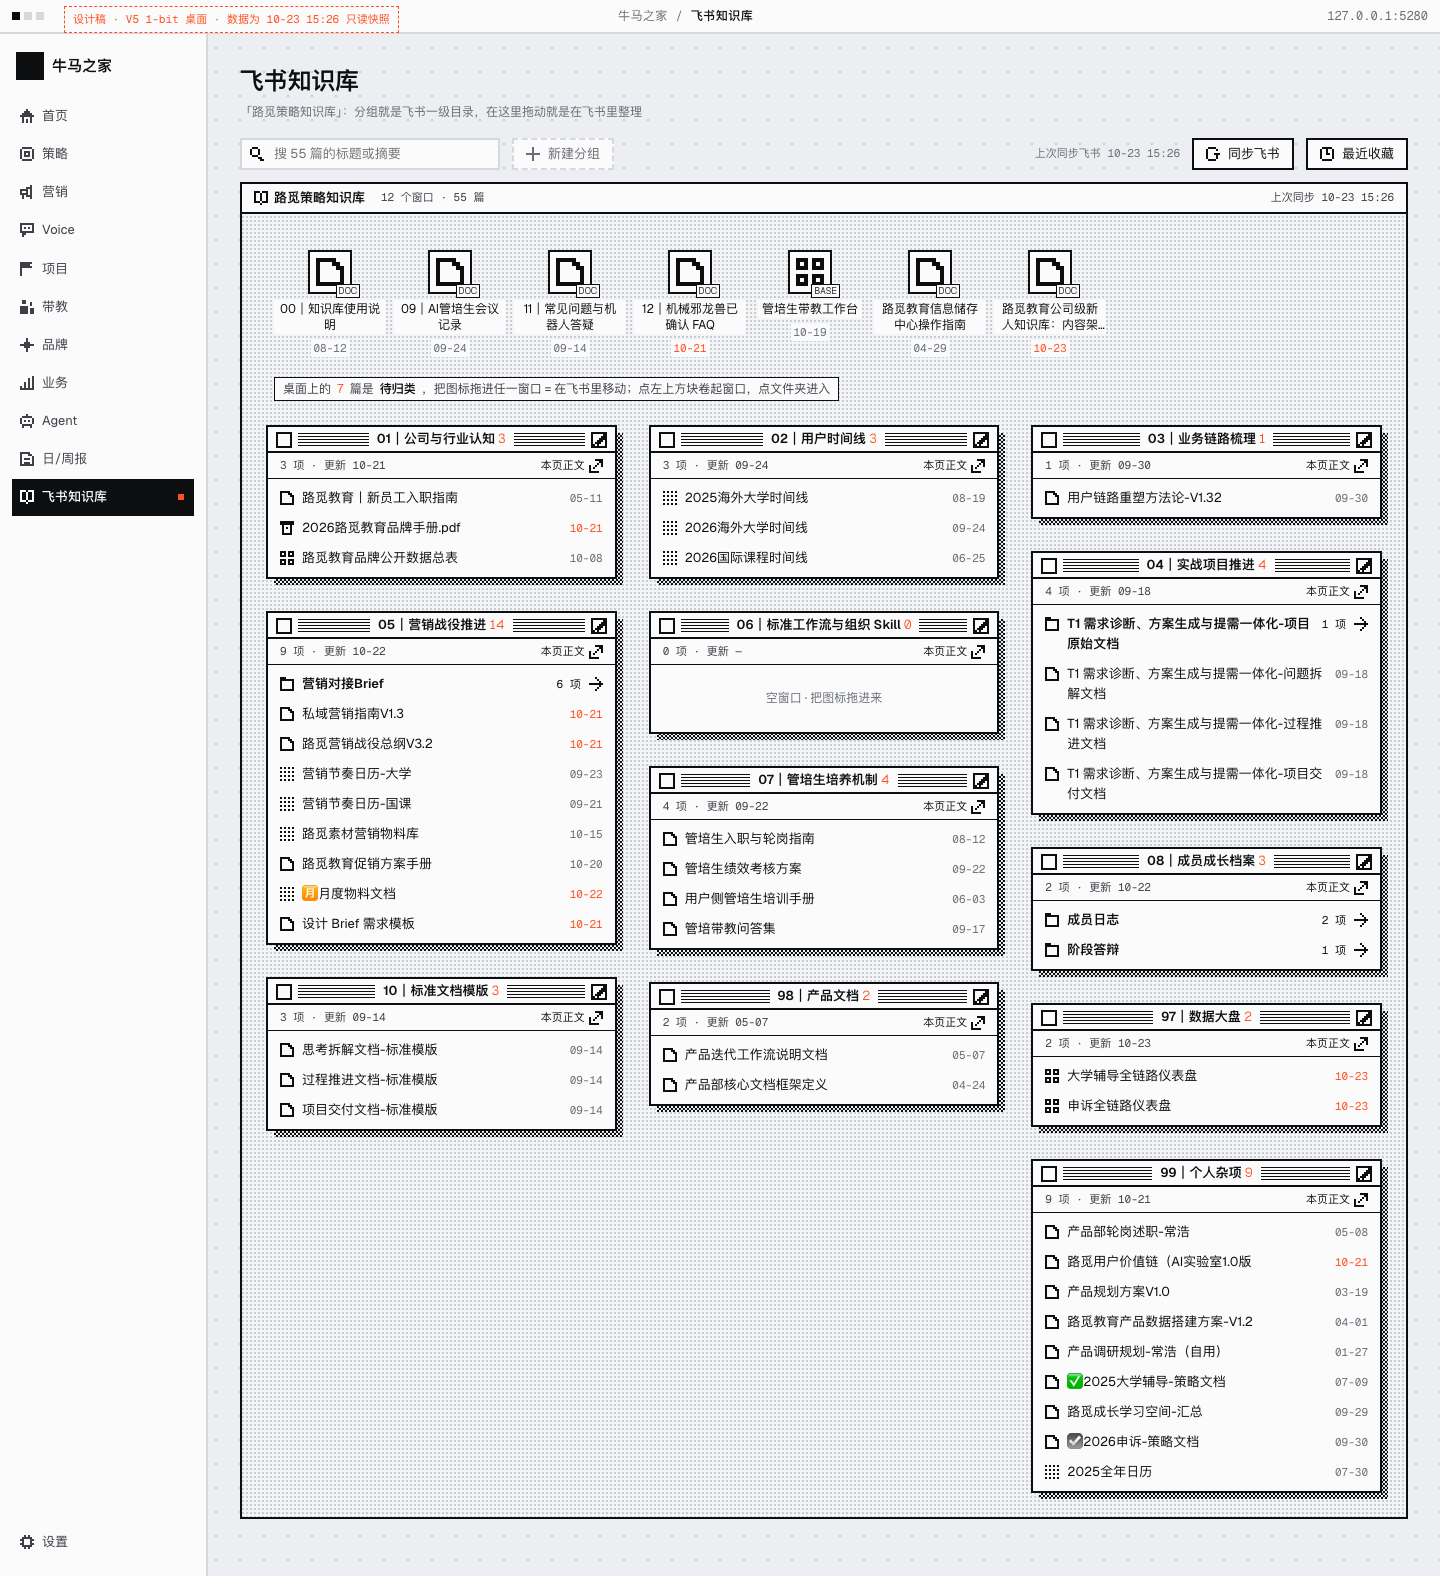 设计稿 · V5 1-bit 桌面 · 数据为 10-23 15:26 只读快照
牛马之家 / 飞书知识库
127.0.0.1:5280
牛马之家
首页
策略
营销
Voice
项目
带教
品牌
业务
Agent
日/周报
飞书知识库
设置
飞书知识库
「路觅策略知识库」：分组就是飞书一级目录，在这里拖动就是在飞书里整理
搜 55 篇的标题或摘要
新建分组
上次同步飞书 10-23 15:26
同步飞书
最近收藏
路觅策略知识库 12 个窗口 · 55 篇
上次同步 10-23 15:26
DOC
00｜知识库使用说
明
08-12
DOC
09｜AI管培生会议
记录
09-24
DOC
11｜常见问题与机
器人答疑
09-14
DOC
12｜机械邪龙兽已
确认 FAQ
10-21
BASE
管培生带教工作台
10-19
DOC
路觅教育信息储存
中心操作指南
04-29
DOC
路觅教育公司级新
人知识库：内容架…
10-23
桌面上的 7 篇是 待归类 ，把图标拖进任一窗口 = 在飞书里移动；点左上方块卷起窗口，点文件夹进入
01｜公司与行业认知 3
3 项 · 更新 10-21 本页正文
路觅教育丨新员工入职指南 05-11
2026路觅教育品牌手册.pdf 10-21
路觅教育品牌公开数据总表 10-08
02｜用户时间线 3
3 项 · 更新 09-24 本页正文
2025海外大学时间线 08-19
2026海外大学时间线 09-24
2026国际课程时间线 06-25
03｜业务链路梳理 1
1 项 · 更新 09-30 本页正文
用户链路重塑方法论-V1.32 09-30
04｜实战项目推进 4
4 项 · 更新 09-18 本页正文
T1 需求诊断、方案生成与提需一体化-项目 1 项
原始文档
T1 需求诊断、方案生成与提需一体化-问题拆 09-18
解文档
T1 需求诊断、方案生成与提需一体化-过程推 09-18
进文档
T1 需求诊断、方案生成与提需一体化-项目交 09-18
付文档
05｜营销战役推进 14
9 项 · 更新 10-22 本页正文
营销对接Brief 6 项
私域营销指南V1.3 10-21
路觅营销战役总纲V3.2 10-21
营销节奏日历-大学 09-23
营销节奏日历-国课 09-21
路觅素材营销物料库 10-15
路觅教育促销方案手册 10-20
🈷️月度物料文档 10-22
设计 Brief 需求模板 10-21
06｜标准工作流与组织 Skill 0
0 项 · 更新 — 本页正文
空窗口 · 把图标拖进来
07｜管培生培养机制 4
4 项 · 更新 09-22 本页正文
管培生入职与轮岗指南 08-12
管培生绩效考核方案 09-22
用户侧管培生培训手册 06-03
管培带教问答集 09-17
08｜成员成长档案 3
2 项 · 更新 10-22 本页正文
成员日志 2 项
阶段答辩 1 项
10｜标准文档模版 3
3 项 · 更新 09-14 本页正文
思考拆解文档-标准模版 09-14
过程推进文档-标准模版 09-14
项目交付文档-标准模版 09-14
98｜产品文档 2
2 项 · 更新 05-07 本页正文
产品迭代工作流说明文档 05-07
产品部核心文档框架定义 04-24
97｜数据大盘 2
2 项 · 更新 10-23 本页正文
大学辅导全链路仪表盘 10-23
申诉全链路仪表盘 10-23
99｜个人杂项 9
9 项 · 更新 10-21 本页正文
产品部轮岗述职-常浩 05-08
路觅用户价值链（AI实验室1.0版 10-21
产品规划方案V1.0 03-19
路觅教育产品数据搭建方案-V1.2 04-01
产品调研规划-常浩（自用） 01-27
✅2025大学辅导-策略文档 07-09
路觅成长学习空间-汇总 09-29
☑️2026申诉-策略文档 09-30
2025全年日历 07-30